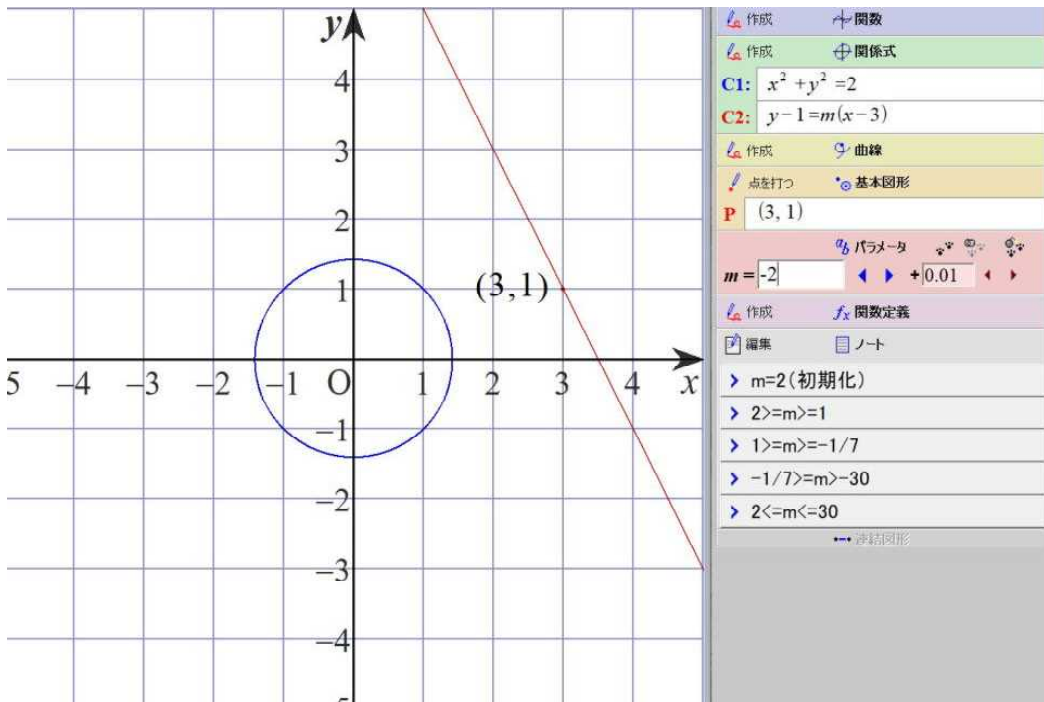 y
4
3
2
1
(3,1)
5 −4 −3 −2 −1 O 1 2 3 4 x
−1
−2
−3
−4
作成 関数
作成 関係式
C1: x² +y² =2
C2: y−1=m(x−3)
作成 曲線
点を打つ 基本図形
P (3, 1)
ab パラメータ
m = -2 + 0.01
作成 fx 関数定義
編集 ノート
> m=2(初期化)
> 2>=m>=1
> 1>=m>=-1/7
> -1/7>=m>-30
> 2<=m<=30
連結図形